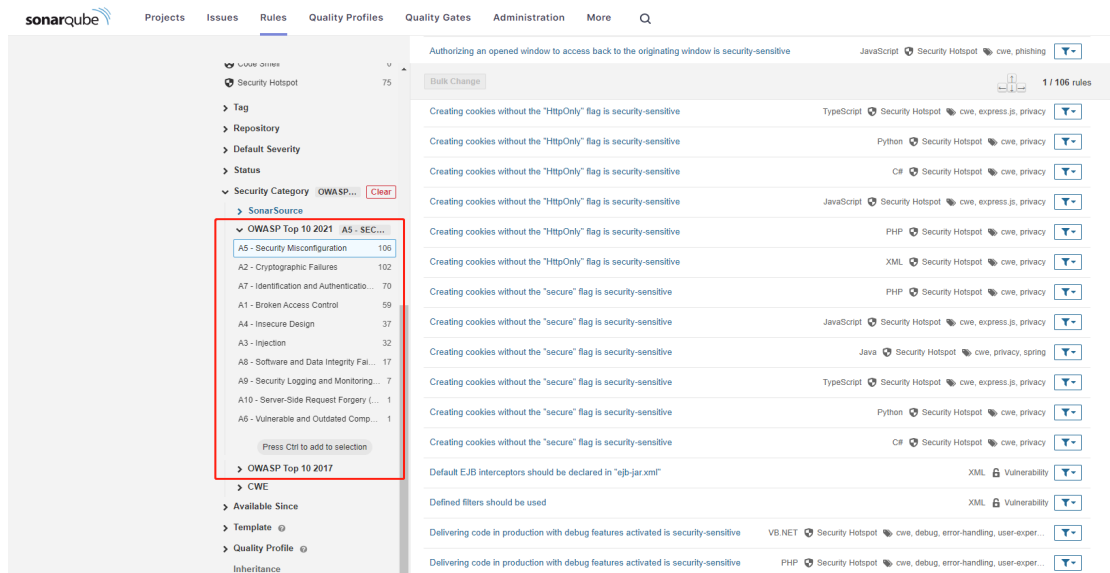 sonarqube Projects Issues Rules Quality Profiles Quality Gates Administration More
Code Smell 0
Security Hotspot 75
Tag
Repository
Default Severity
Status
Security Category OWASP... Clear
SonarSource
OWASP Top 10 2021 A5 - SEC...
A5 - Security Misconfiguration 106
A2 - Cryptographic Failures 102
A7 - Identification and Authenticatio... 70
A1 - Broken Access Control 59
A4 - Insecure Design 37
A3 - Injection 32
A8 - Software and Data Integrity Fai... 17
A9 - Security Logging and Monitoring... 7
A10 - Server-Side Request Forgery (... 1
A6 - Vulnerable and Outdated Comp... 1
Press Ctrl to add to selection
OWASP Top 10 2017
CWE
Available Since
Template
Quality Profile
Inheritance
Authorizing an opened window to access back to the originating window is security-sensitive JavaScript Security Hotspot cwe, phishing
Bulk Change 1 / 106 rules
Creating cookies without the "HttpOnly" flag is security-sensitive TypeScript Security Hotspot cwe, express.js, privacy
Creating cookies without the "HttpOnly" flag is security-sensitive Python Security Hotspot cwe, privacy
Creating cookies without the "HttpOnly" flag is security-sensitive C# Security Hotspot cwe, privacy
Creating cookies without the "HttpOnly" flag is security-sensitive JavaScript Security Hotspot cwe, express.js, privacy
Creating cookies without the "HttpOnly" flag is security-sensitive PHP Security Hotspot cwe, privacy
Creating cookies without the "HttpOnly" flag is security-sensitive XML Security Hotspot cwe, privacy
Creating cookies without the "secure" flag is security-sensitive PHP Security Hotspot cwe, privacy
Creating cookies without the "secure" flag is security-sensitive JavaScript Security Hotspot cwe, express.js, privacy
Creating cookies without the "secure" flag is security-sensitive Java Security Hotspot cwe, privacy, spring
Creating cookies without the "secure" flag is security-sensitive TypeScript Security Hotspot cwe, express.js, privacy
Creating cookies without the "secure" flag is security-sensitive Python Security Hotspot cwe, privacy
Creating cookies without the "secure" flag is security-sensitive C# Security Hotspot cwe, privacy
Default EJB interceptors should be declared in "ejb-jar.xml" XML Vulnerability
Defined filters should be used XML Vulnerability
Delivering code in production with debug features activated is security-sensitive VB.NET Security Hotspot cwe, debug, error-handling, user-exper...
Delivering code in production with debug features activated is security-sensitive PHP Security Hotspot cwe, debug, error-handling, user-exper...